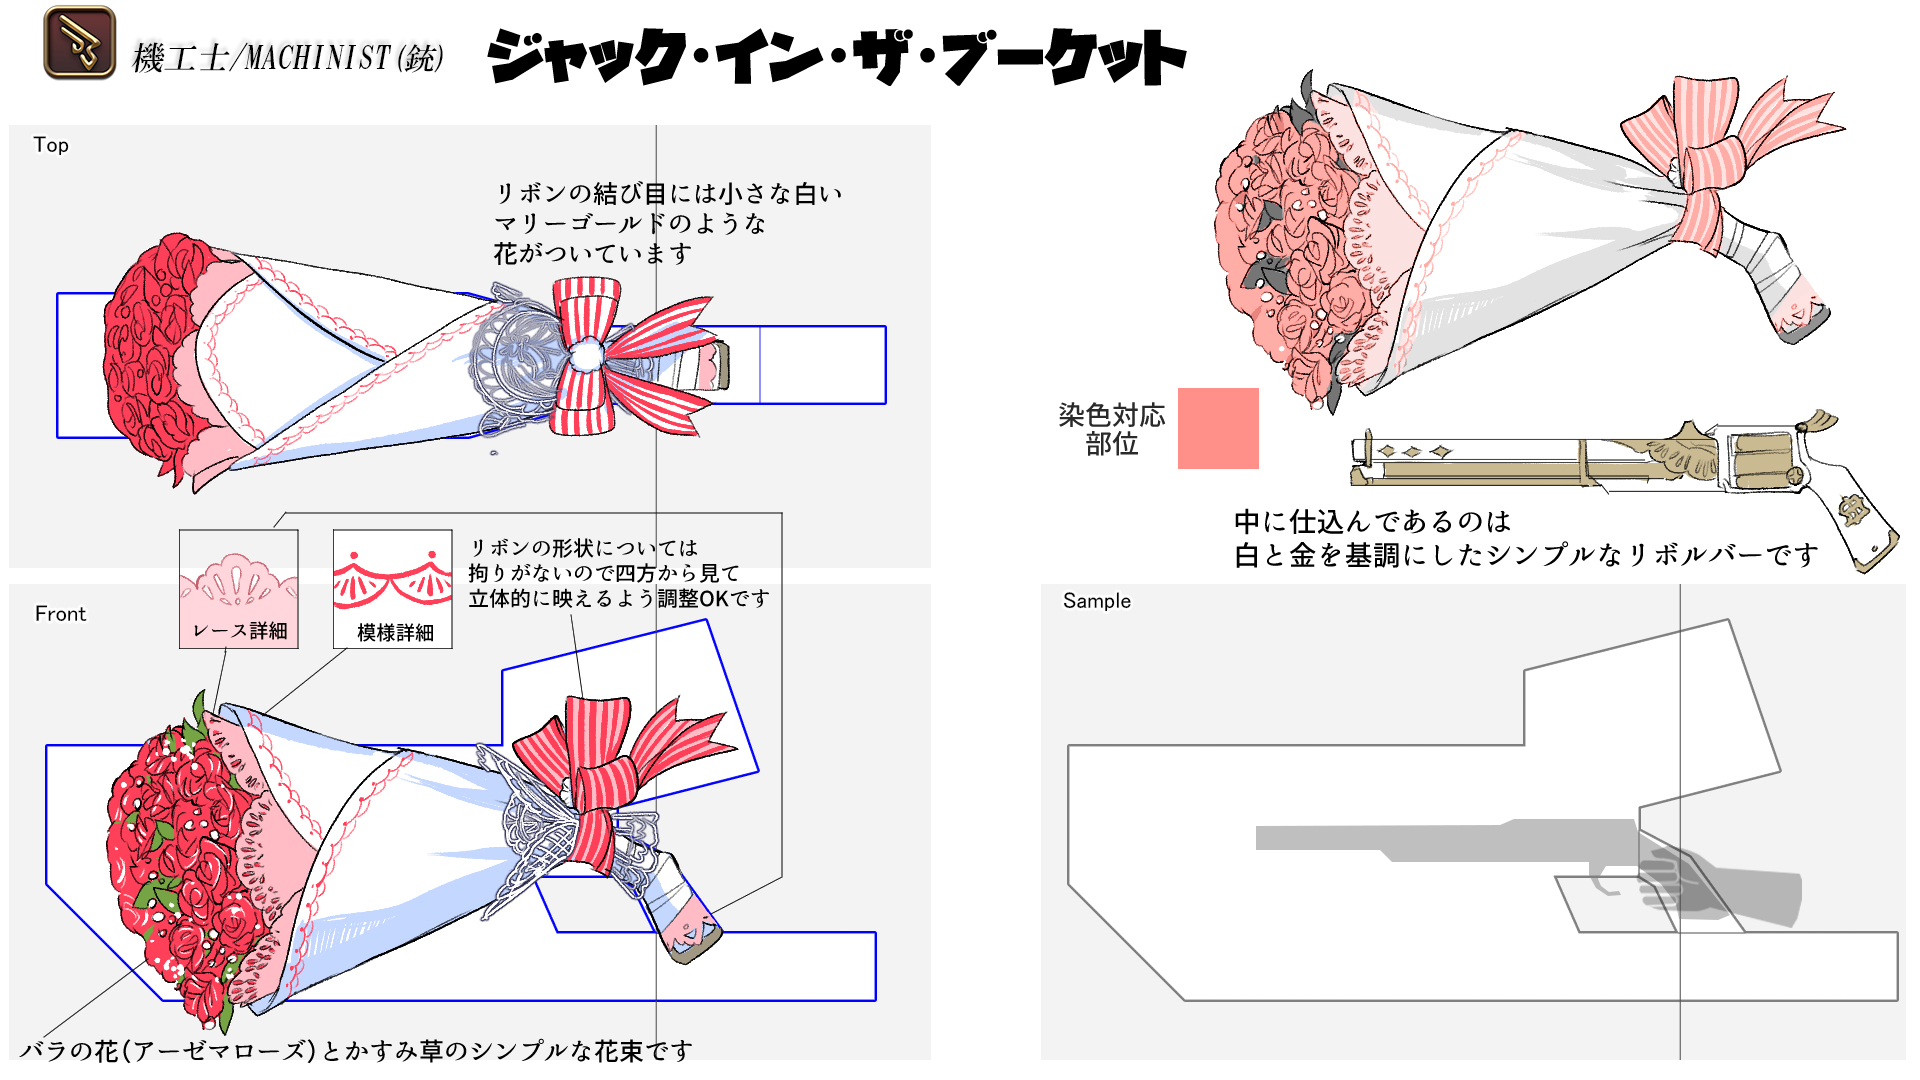 機工士/MACHINIST(銃)
ジャック・イン・ザ・ブーケット
Top
リボンの結び目には小さな白い
マリーゴールドのような
花がついています
染色対応
部位
中に仕込んであるのは
白と金を基調にしたシンプルなリボルバーです
レース詳細
模様詳細
リボンの形状については
拘りがないので四方から見て
立体的に映えるよう調整OKです
Front
Sample
バラの花(アーゼマローズ)とかすみ草のシンプルな花束です